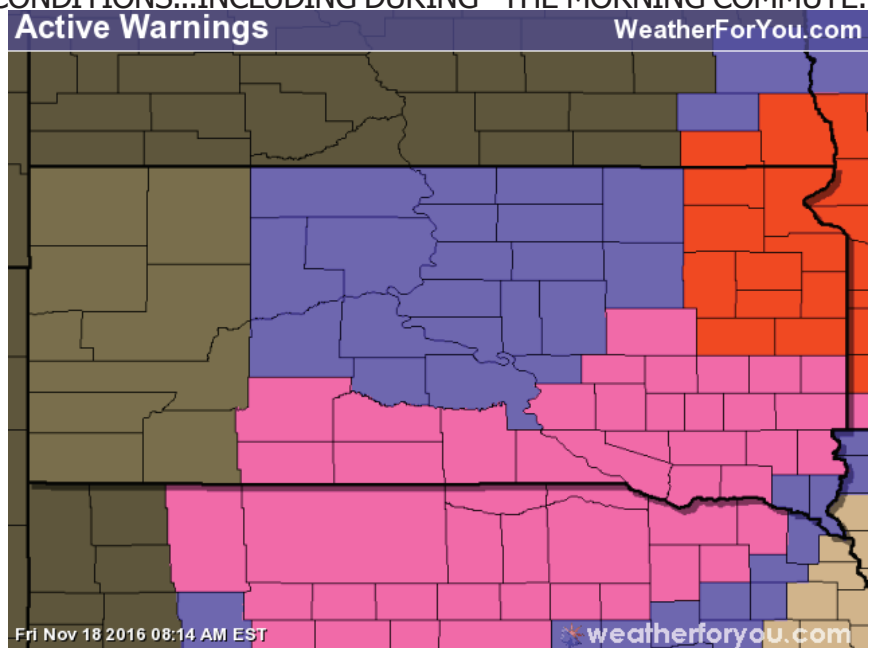 CONDITIONS...INCLUDING DURING THE MORNING COMMUTE.
Active Warnings
WeatherForYou.com
Fri Nov 18 2016 08:14 AM EST
weatherforyou.com